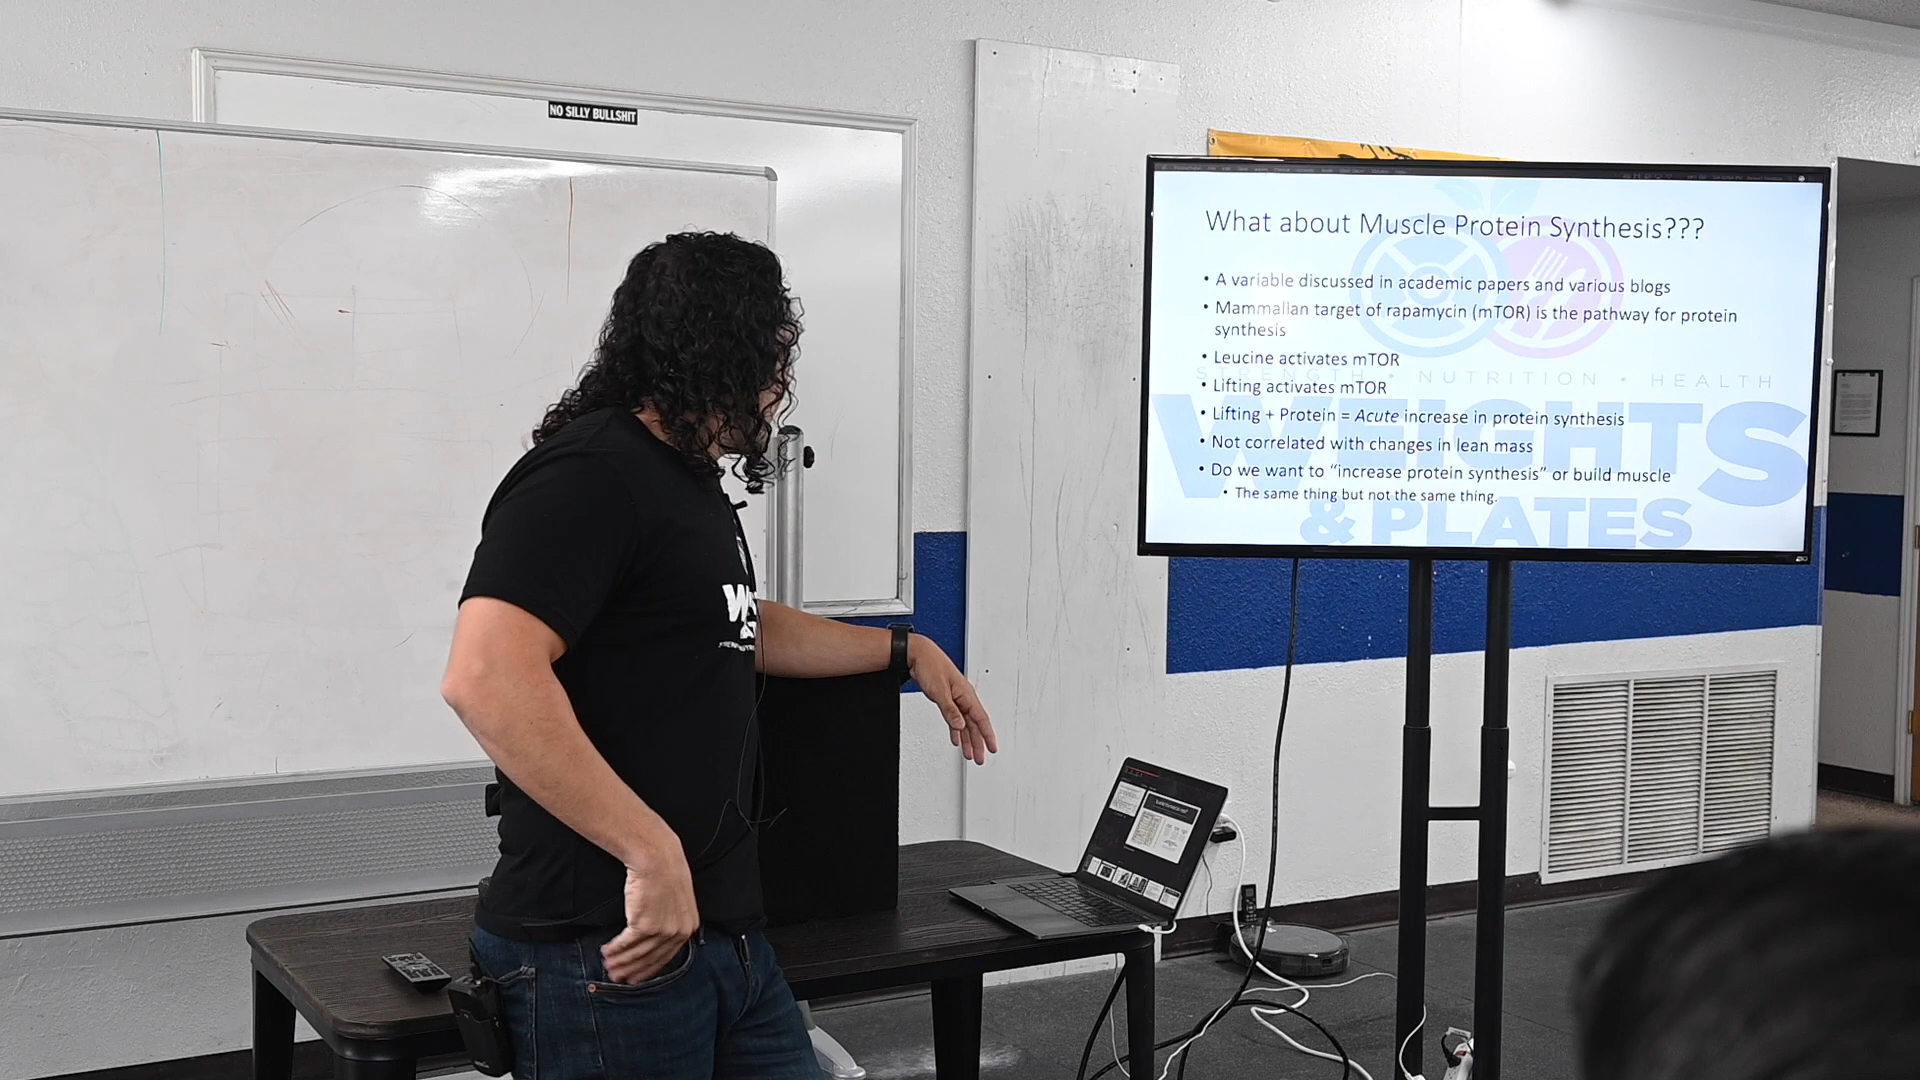 NO SILLY BULLSHIT
What about Muscle Protein Synthesis???
• A variable discussed in academic papers and various blogs
• Mammalian target of rapamycin (mTOR) is the pathway for protein
synthesis
• Leucine activates mTOR
• Lifting activates mTOR
• Lifting + Protein = Acute increase in protein synthesis
• Not correlated with changes in lean mass
• Do we want to “increase protein synthesis” or build muscle
• The same thing but not the same thing.
STRENGTH • NUTRITION • HEALTH
WEIGHTS
& PLATES